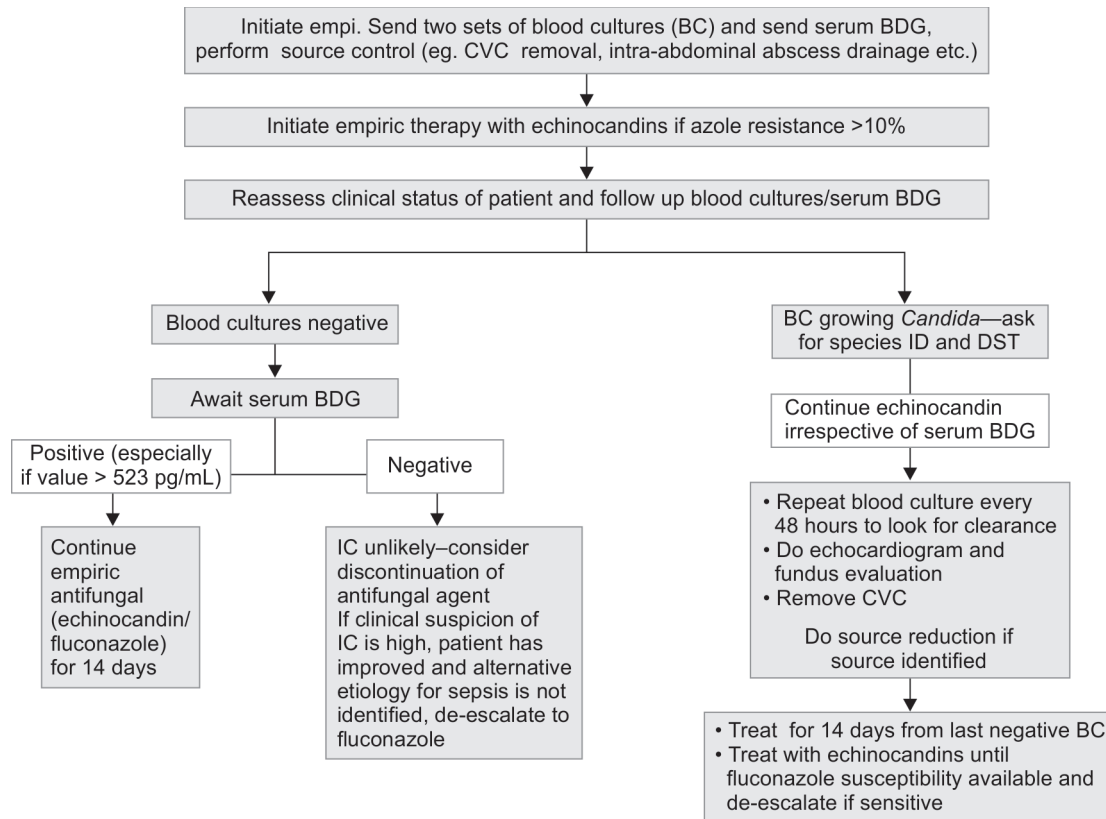 Initiate empi. Send two sets of blood cultures (BC) and send serum BDG,
perform source control (eg. CVC removal, intra-abdominal abscess drainage etc.)
Initiate empiric therapy with echinocandins if azole resistance >10%
Reassess clinical status of patient and follow up blood cultures/serum BDG
Blood cultures negative
Await serum BDG
Positive (especially
if value > 523 pg/mL)
Negative
Continue
empiric
antifungal
(echinocandin/
fluconazole)
for 14 days
IC unlikely–consider
discontinuation of
antifungal agent
If clinical suspicion of
IC is high, patient has
improved and alternative
etiology for sepsis is not
identified, de-escalate to
fluconazole
BC growing Candida—ask
for species ID and DST
Continue echinocandin
irrespective of serum BDG
• Repeat blood culture every
48 hours to look for clearance
• Do echocardiogram and
fundus evaluation
• Remove CVC
Do source reduction if
source identified
• Treat for 14 days from last negative BC
• Treat with echinocandins until
fluconazole susceptibility available and
de-escalate if sensitive